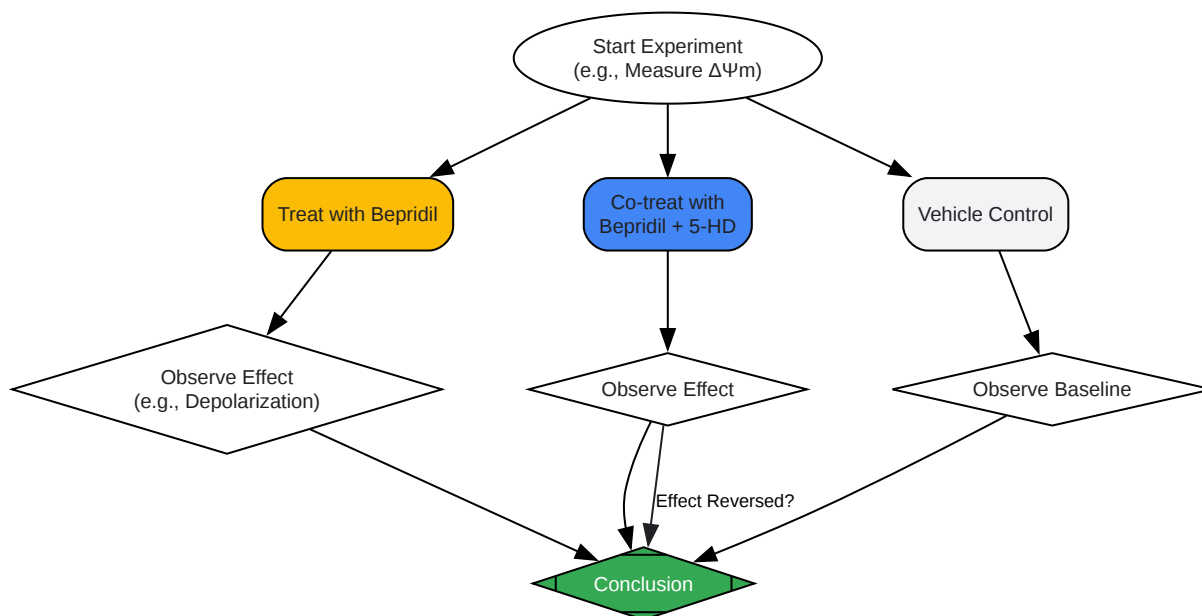 Start Experiment
(e.g., Measure ΔΨm)
Treat with Bepridil
Co-treat with
Bepridil + 5-HD
Vehicle Control
Observe Effect
(e.g., Depolarization)
Observe Effect
Observe Baseline
Effect Reversed?
Conclusion